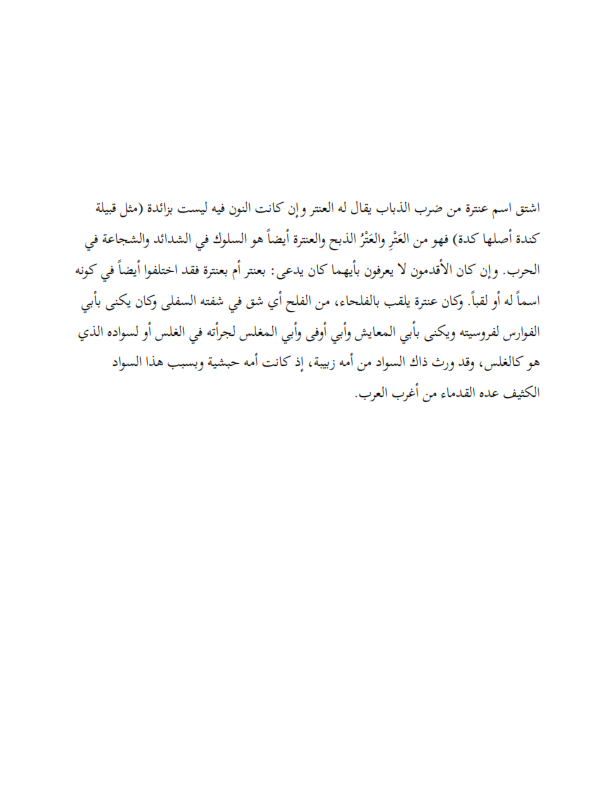 اشتق اسم عنترة من ضرب الذباب يقال له العنتر وإن كانت النون فيه ليست بزائدة (مثل قبيلة
كندة أصلها كدة) فهو من العَتْرِ والعَتْرُ الذبح والعنترة أيضاً هو السلوك في الشدائد والشجاعة في
الحرب. وإن كان الأقدمون لا يعرفون بأيهما كان يدعى: بعنتر أم بعنترة فقد اختلفوا أيضاً في كونه
اسماً له أو لقباً. وكان عنترة يلقب بالفلحاء، من الفلح أي شق في شفته السفلى وكان يكنى بأبي
الفوارس لفروسيته ويكنى بأبي المعايش وأبي أوفى وأبي المغلس لجرأته في الغلس أو لسواده الذي
هو كالغلس، وقد ورث ذاك السواد من أمه زبيبة، إذ كانت أمه حبشية وبسبب هذا السواد
الكثيف عده القدماء من أغرب العرب.